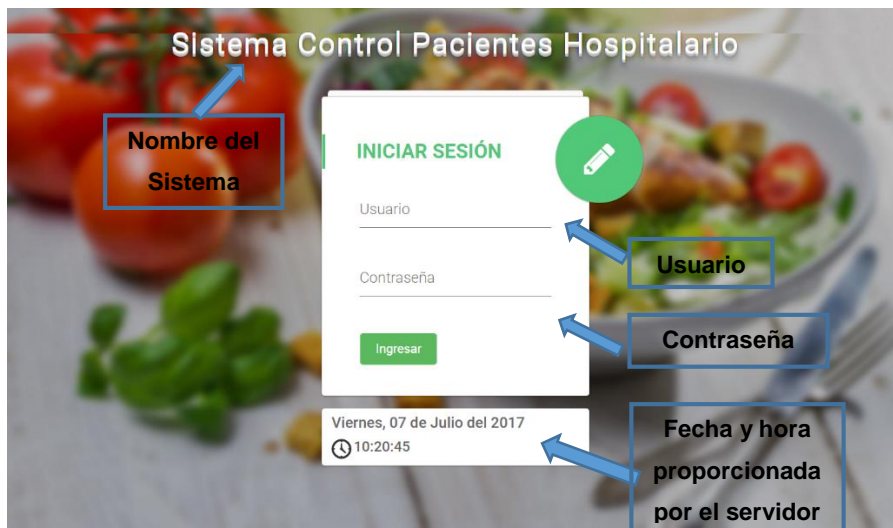 Sistema Control Pacientes Hospitalario
Nombre del
Sistema
INICIAR SESIÓN
Usuario
Usuario
Contraseña
Contraseña
Ingresar
Viernes, 07 de Julio del 2017
10:20:45
Fecha y hora
proporcionada
por el servidor